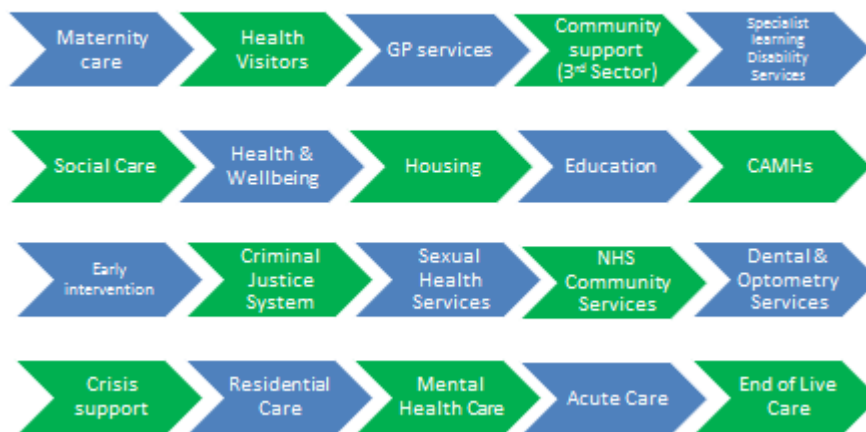 Maternity
care
Health
Visitors
GP services
Community
support
(3rd Sector)
Specialist
learning
Disability
Services
Social Care
Health &
Wellbeing
Housing
Education
CAMHs
Early
intervention
Criminal
Justice
System
Sexual
Health
Services
NHS
Community
Services
Dental &
Optometry
Services
Crisis
support
Residential
Care
Mental
Health Care
Acute Care
End of Live
Care